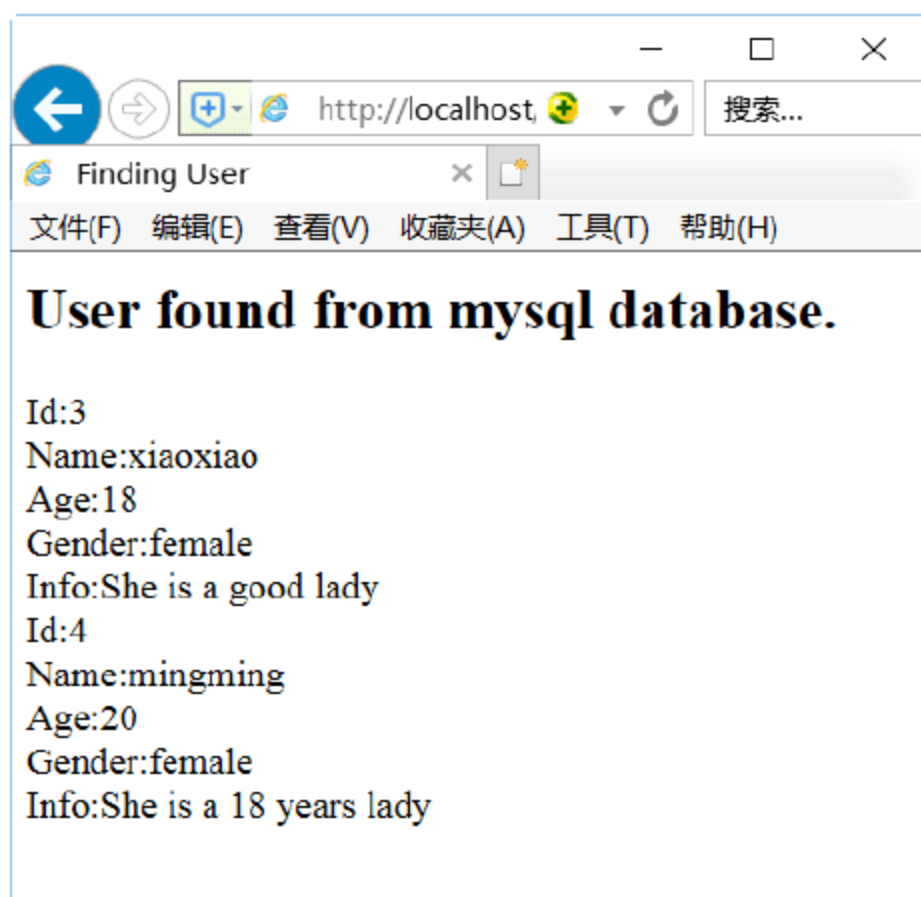 http://localhost,
搜索...
Finding User
文件(F) 编辑(E) 查看(V) 收藏夹(A) 工具(T) 帮助(H)
User found from mysql database.
Id:3
Name:xiaoxiao
Age:18
Gender:female
Info:She is a good lady
Id:4
Name:mingming
Age:20
Gender:female
Info:She is a 18 years lady